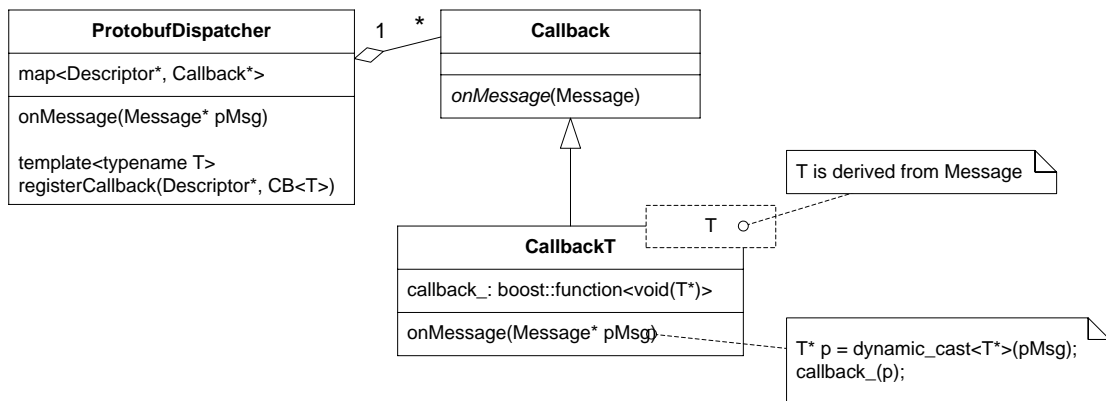 ProtobufDispatcher
map<Descriptor*, Callback*>
onMessage(Message* pMsg)
template<typename T>
registerCallback(Descriptor*, CB<T>)
1
*
Callback
onMessage(Message)
T is derived from Message
T
CallbackT
callback_: boost::function<void(T*)>
onMessage(Message* pMsg)
T* p = dynamic_cast<T*>(pMsg);
callback_(p);